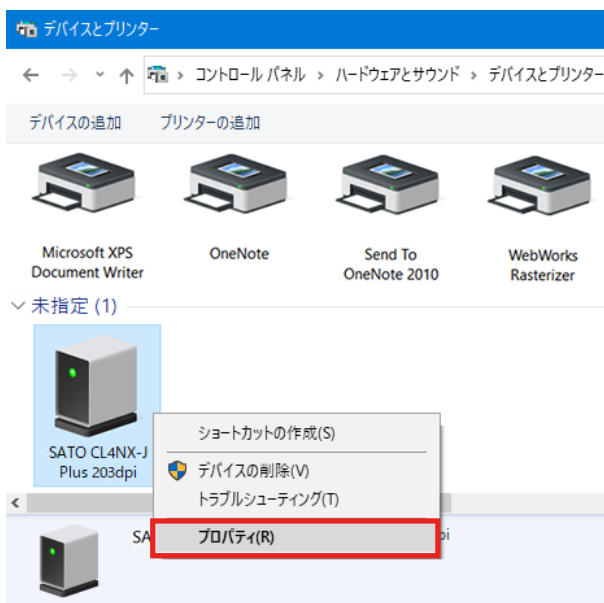 デバイスとプリンター
コントロール パネル › ハードウェアとサウンド › デバイスとプリンター
デバイスの追加 プリンターの追加
Microsoft XPS
Document Writer
OneNote
Send To
OneNote 2010
WebWorks
Rasterizer
未指定 (1)
SATO CL4NX-J
Plus 203dpi
ショートカットの作成(S)
デバイスの削除(V)
トラブルシューティング(T)
プロパティ(R)
SA